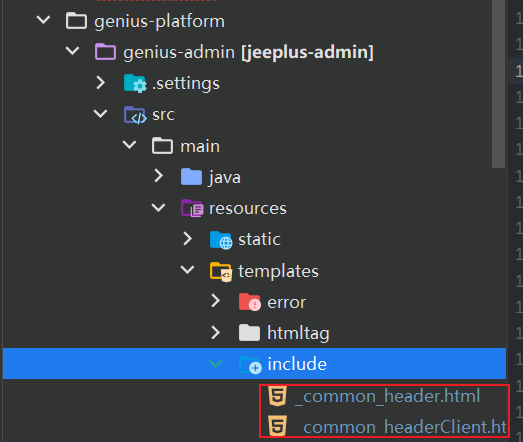 genius-platform
genius-admin [jeeplus-admin]
.settings
src
main
java
resources
static
templates
error
htmltag
include
_common_header.html
_common_headerClient.ht